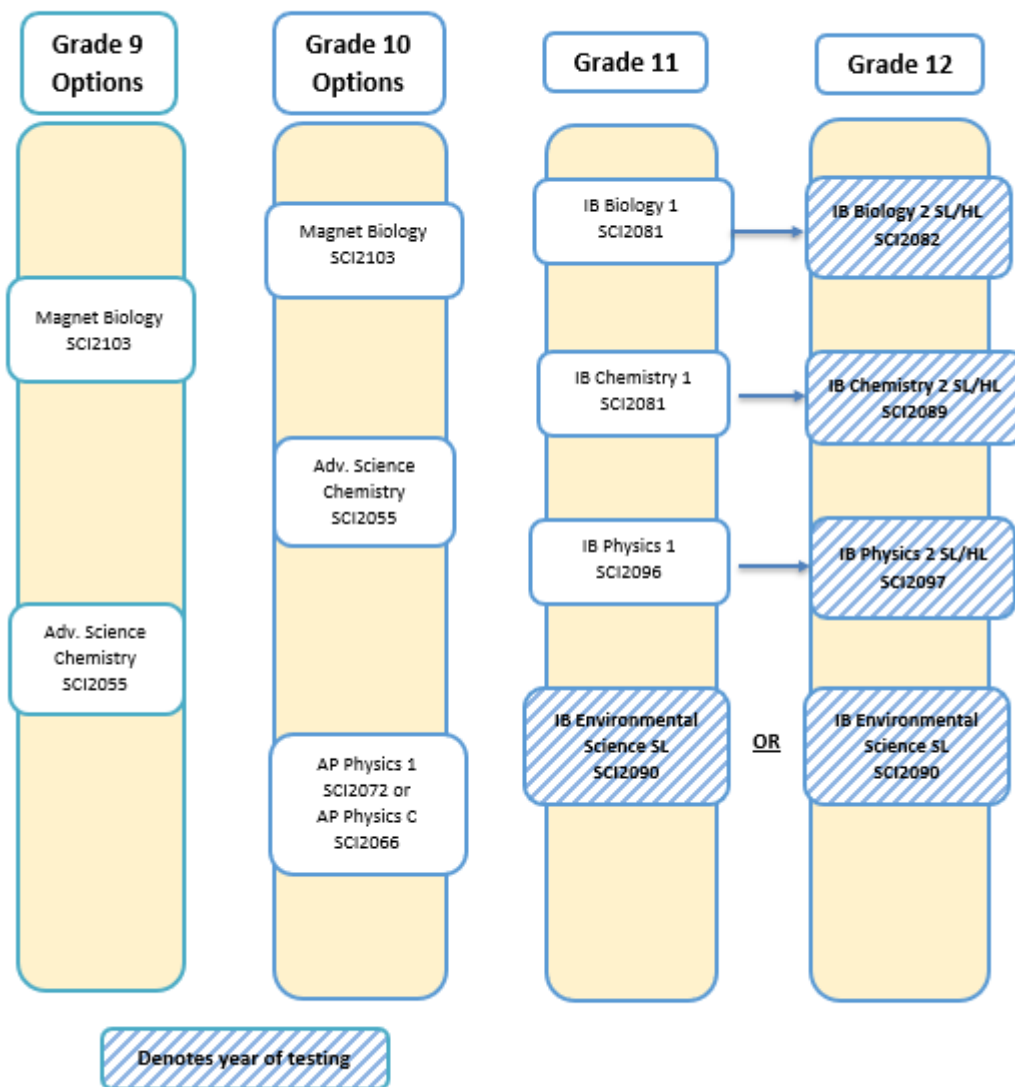 Grade 9
Options
Grade 10
Options
Grade 11
Grade 12
Magnet Biology
SCI2103
Adv. Science
Chemistry
SCI2055
Magnet Biology
SCI2103
Adv. Science
Chemistry
SCI2055
AP Physics 1
SCI2072 or
AP Physics C
SCI2066
IB Biology 1
SCI2081
IB Chemistry 1
SCI2081
IB Physics 1
SCI2096
IB Environmental
Science SL
SCI2090
OR
IB Biology 2 SL/HL
SCI2082
IB Chemistry 2 SL/HL
SCI2089
IB Physics 2 SL/HL
SCI2097
IB Environmental
Science SL
SCI2090
Denotes year of testing